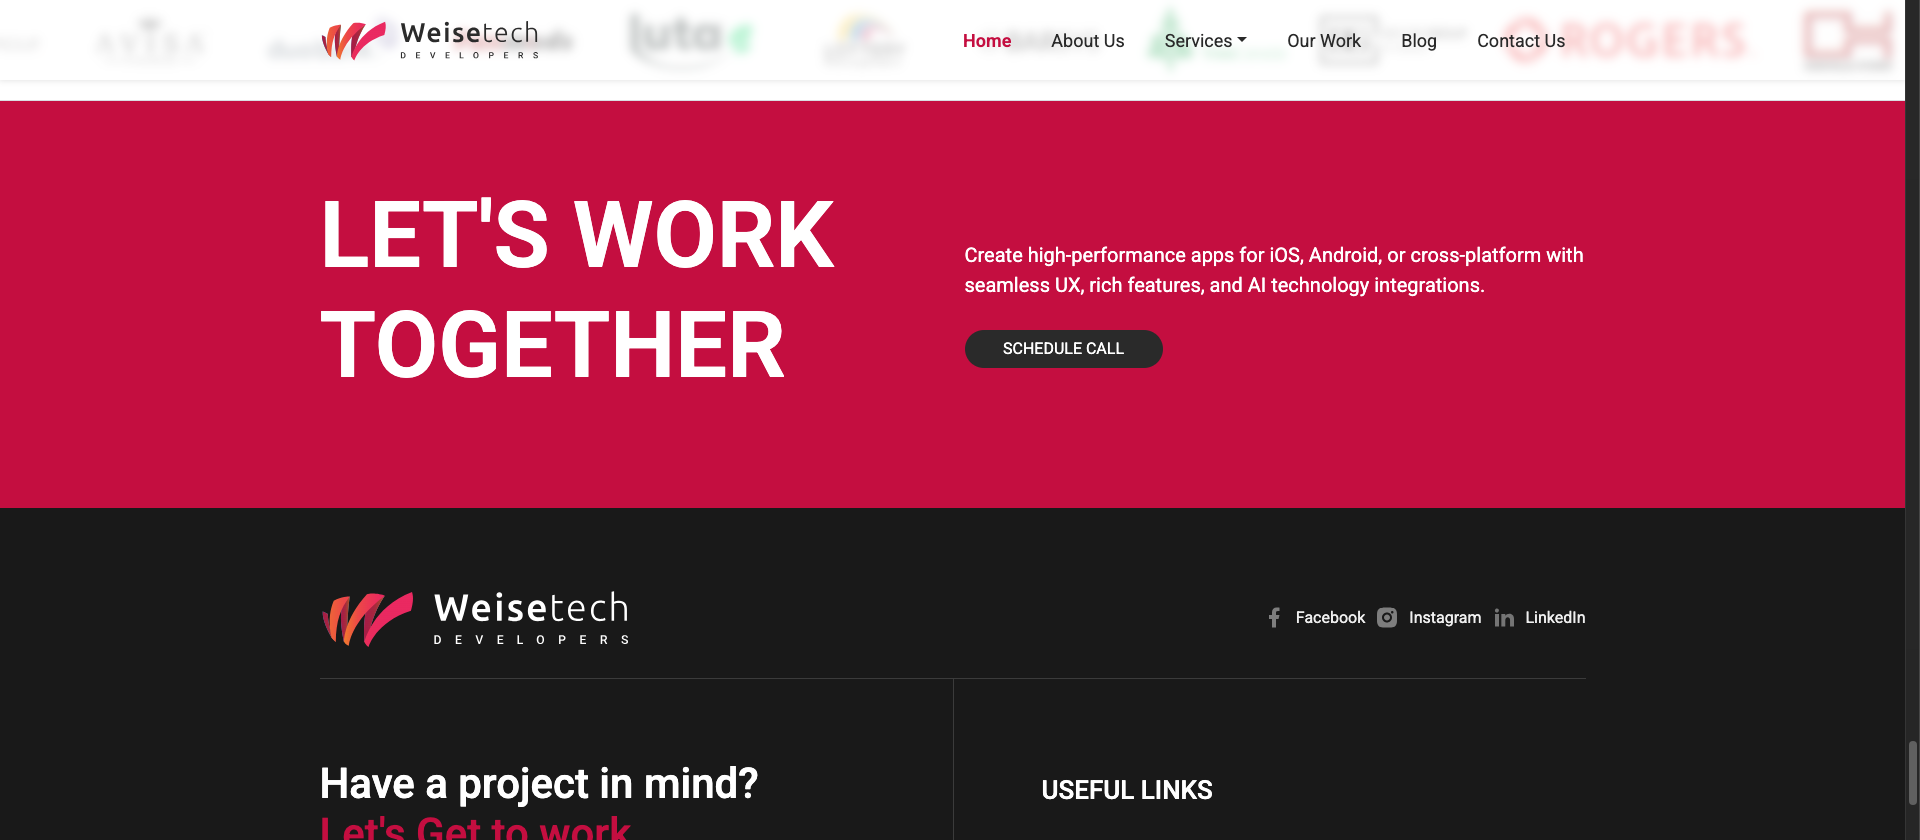 Weisetech
DEVELOPERS
Home
About Us
Services
Our Work
Blog
Contact Us
luta
ROGERS
LET'S WORK
TOGETHER
Create high-performance apps for iOS, Android, or cross-platform with
seamless UX, rich features, and AI technology integrations.
SCHEDULE CALL
Weisetech
DEVELOPERS
Facebook
Instagram
LinkedIn
Have a project in mind?
Let's Get to work
USEFUL LINKS